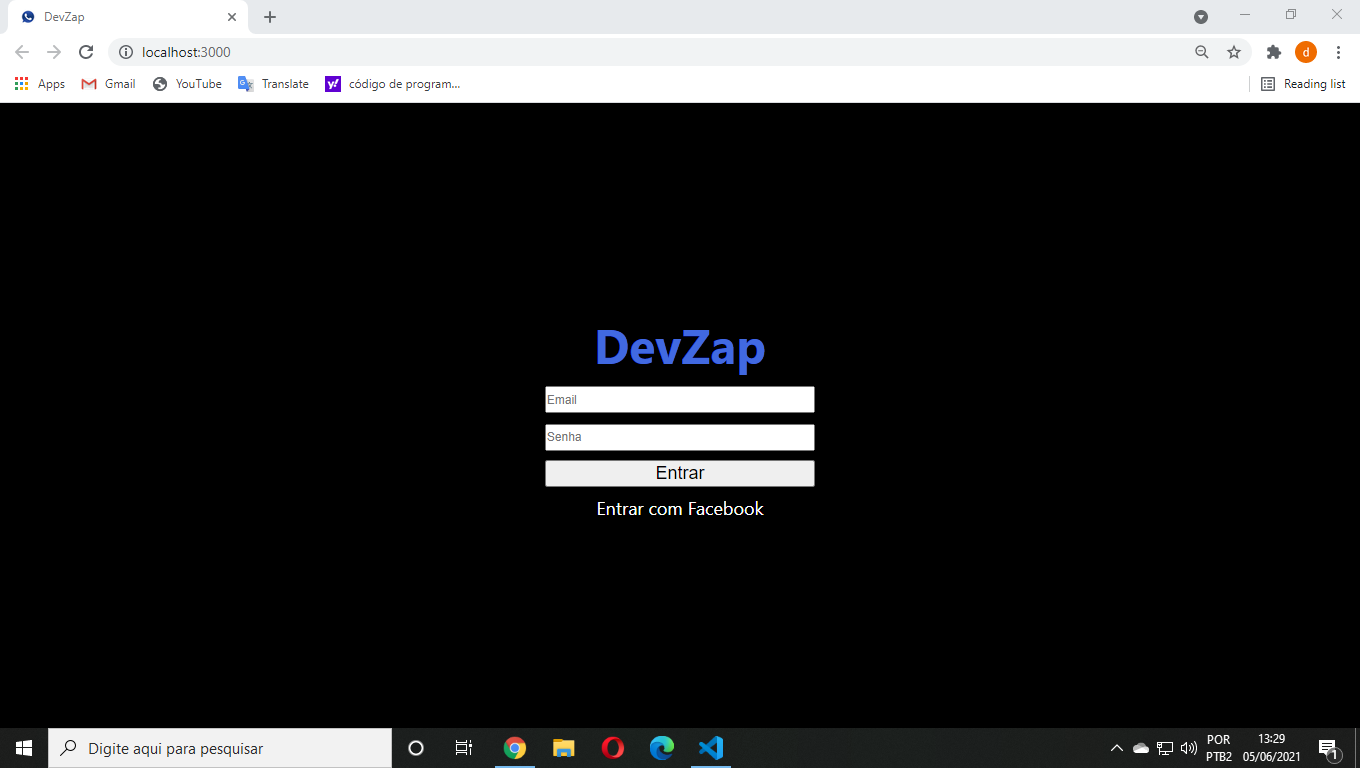 DevZap
localhost:3000
d
Apps
Gmail
YouTube
Translate
y!
código de program...
Reading list
DevZap
Email
Senha
Entrar
Entrar com Facebook
Digite aqui para pesquisar
POR
PTB2
13:29
05/06/2021
1